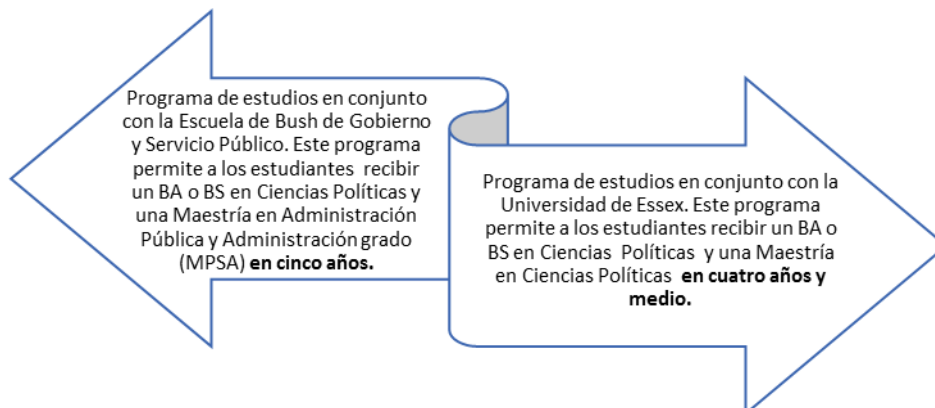 Programa de estudios en conjunto
con la Escuela de Bush de Gobierno
y Servicio Público. Este programa
permite a los estudiantes recibir
un BA o BS en Ciencias Políticas y
una Maestría en Administración
Pública y Administración grado
(MPSA) en cinco años.
Programa de estudios en conjunto con la
Universidad de Essex. Este programa
permite a los estudiantes recibir un BA o
BS en Ciencias Políticas y una Maestría
en Ciencias Políticas en cuatro años y
medio.